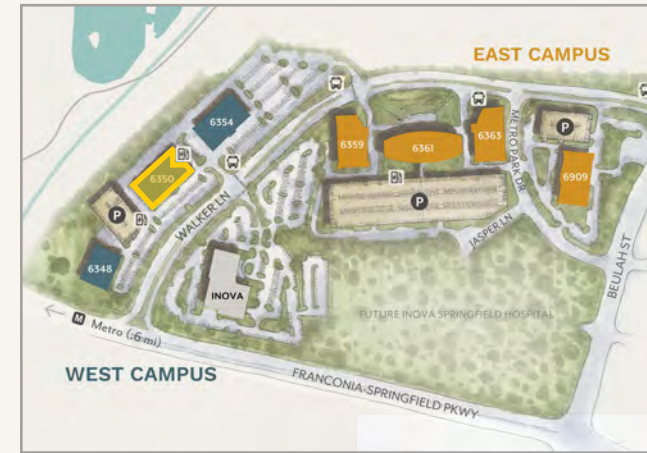 EAST CAMPUS
6354
6359
6361
6363
METRO PARK DR
P
6350
6909
P
WALKER LN
P
JASPER LN
6348
INOVA
BEULAH ST
FUTURE INOVA SPRINGFIELD HOSPITAL
M Metro (.6 mi)
WEST CAMPUS
FRANCONIA-SPRINGFIELD PKWY